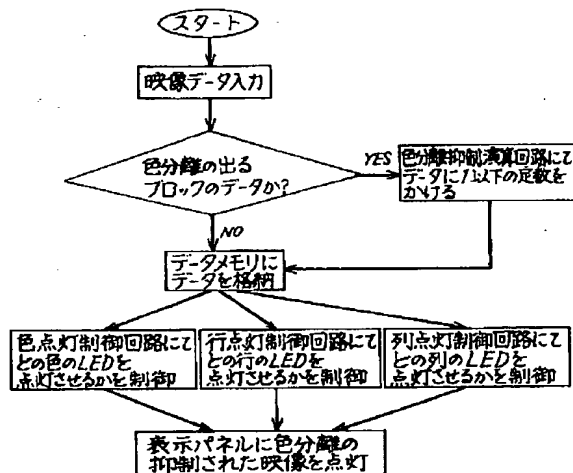 スタート
映像データ入力
色分離の出る
ブロックのデータか?
YES
色分離抑制演算回路にて
データに1以下の定数を
かける
NO
データメモリに
データを格納
色点灯制御回路にて
どの色のLEDを
点灯させるかを制御
行点灯制御回路にて
どの行のLEDを
点灯させるかを制御
列点灯制御回路にて
どの列のLEDを
点灯させるかを制御
表示パネルに色分離の
抑制された映像を点灯